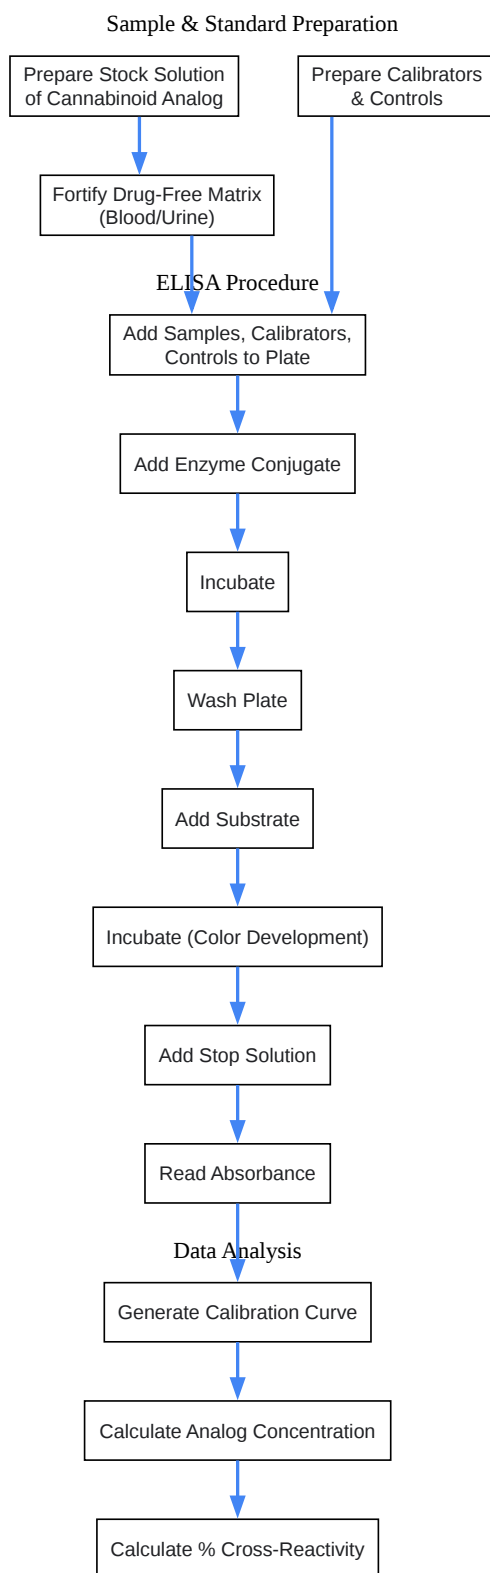 Sample & Standard Preparation
Prepare Stock Solution
of Cannabinoid Analog
Prepare Calibrators
& Controls
Fortify Drug-Free Matrix
(Blood/Urine)
ELISA Procedure
Add Samples, Calibrators,
Controls to Plate
Add Enzyme Conjugate
Incubate
Wash Plate
Add Substrate
Incubate (Color Development)
Add Stop Solution
Read Absorbance
Data Analysis
Generate Calibration Curve
Calculate Analog Concentration
Calculate % Cross-Reactivity